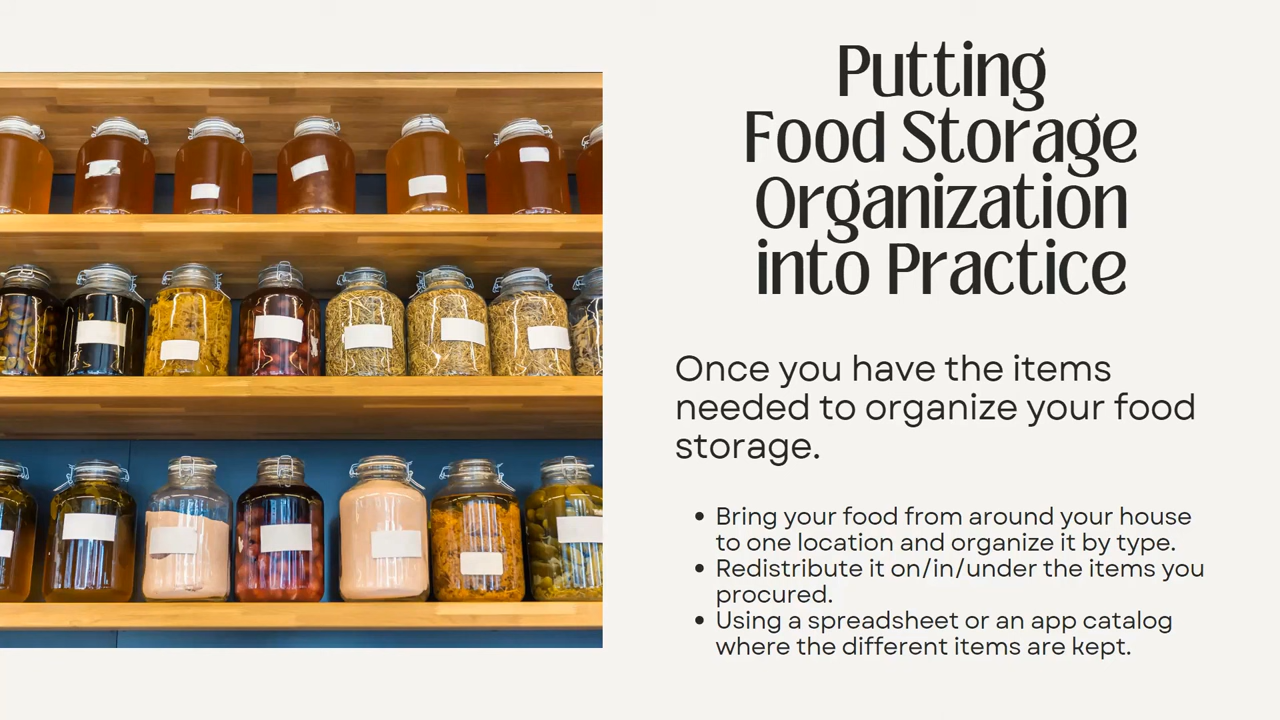 Putting
Food Storage
Organization
into Practice
Once you have the items
needed to organize your food
storage.
• Bring your food from around your house
to one location and organize it by type.
• Redistribute it on/in/under the items you
procured.
• Using a spreadsheet or an app catalog
where the different items are kept.